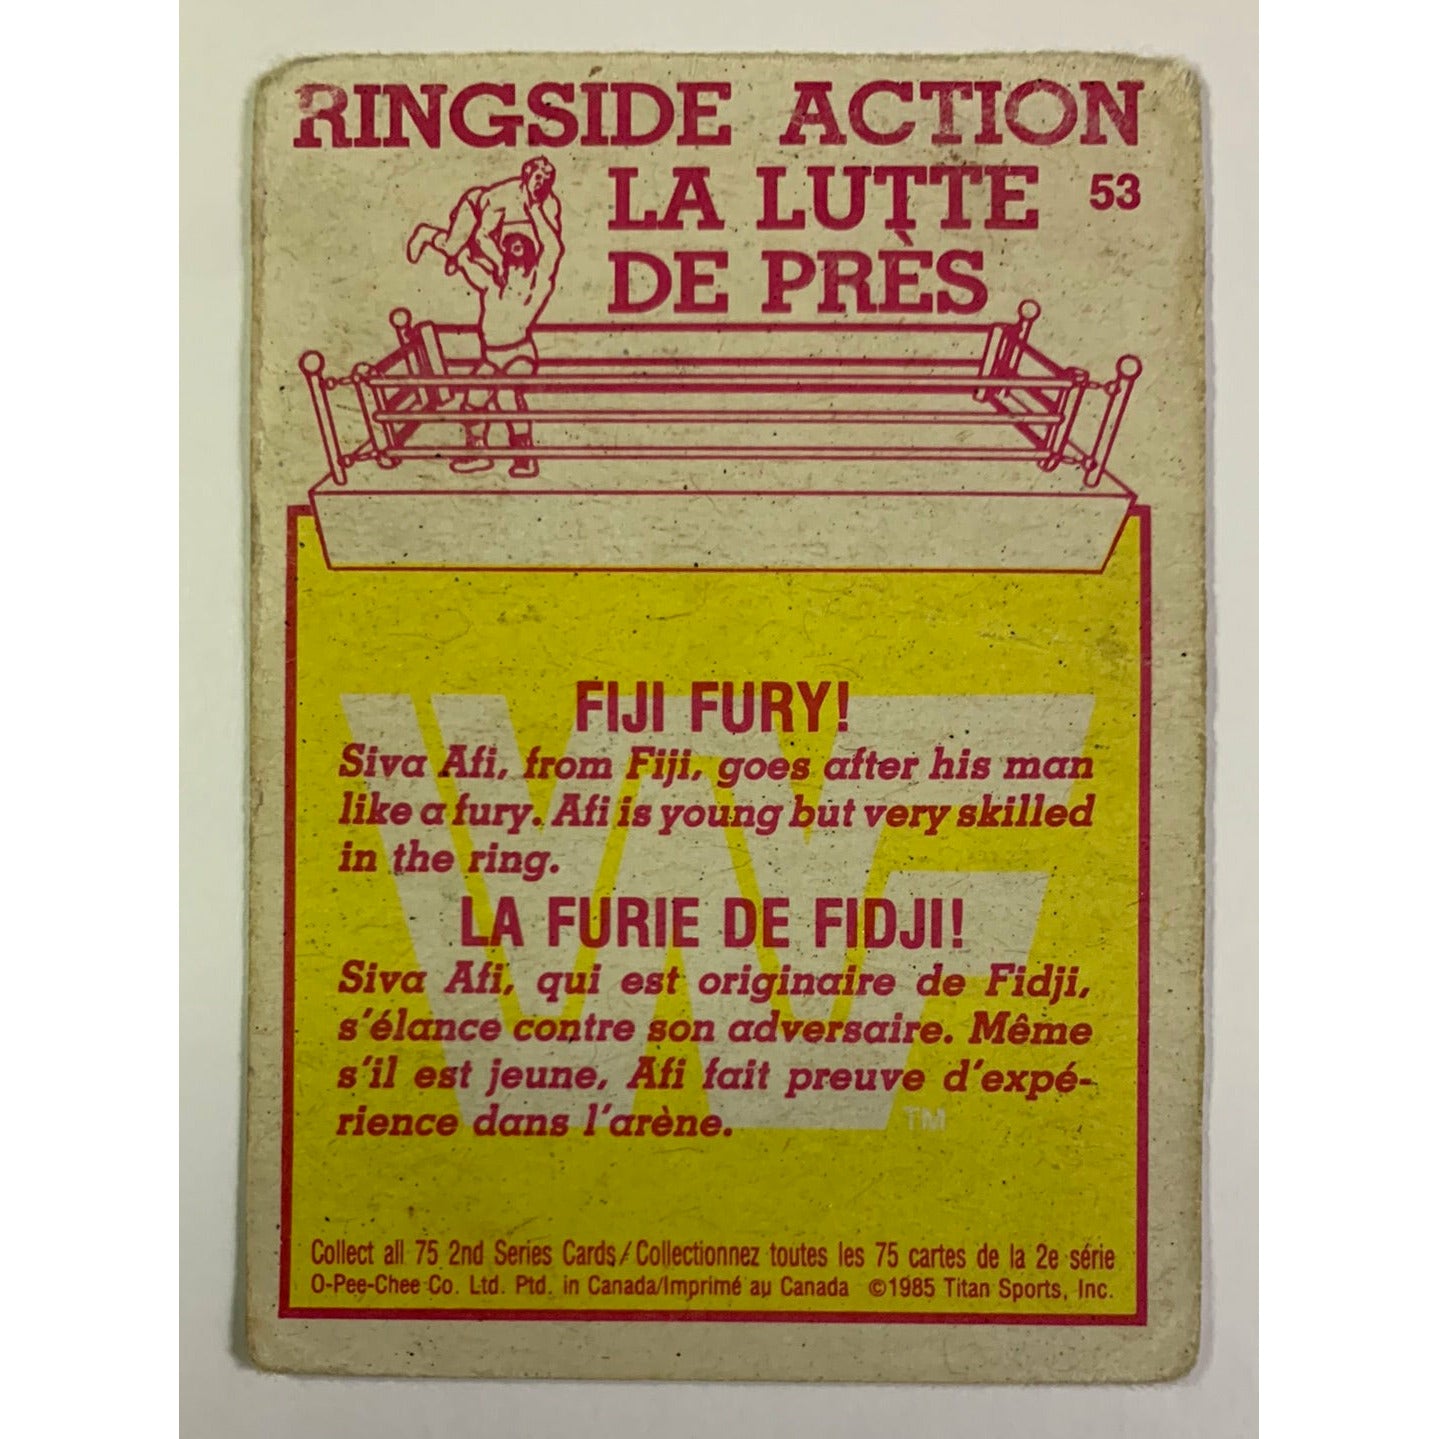 RINGSIDE ACTION
LA LUTTE 53
DE PRÈS
FIJI FURY!
Siva Afi, from Fiji, goes after his man
like a fury. Afi is young but very skilled
in the ring.
LA FURIE DE FIDJI!
Siva Afi, qui est originaire de Fidji,
s'élance contre son adversaire. Même
s'il est jeune, Afi fait preuve d'expé-
rience dans l'arène.
TM
Collect all 75 2nd Series Cards/Collectionnez toutes les 75 cartes de la 2e série
O-Pee-Chee Co. Ltd. Ptd. in Canada/Imprimé au Canada ©1985 Titan Sports, Inc.